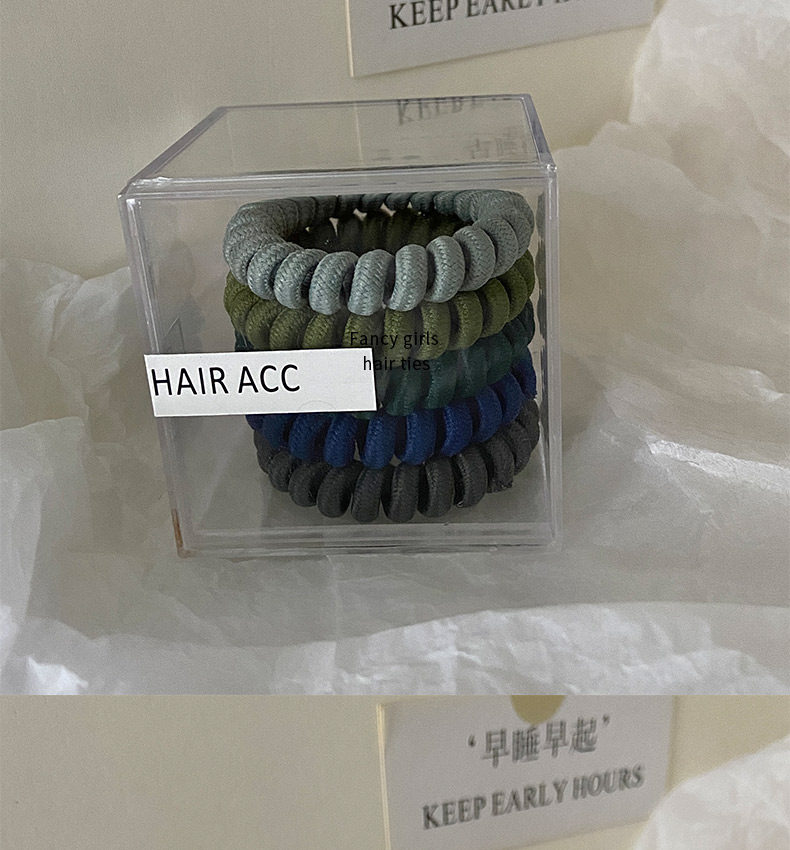 KEEP EARLY
HAIR ACC
Fancy girls
hair ties
‘早睡早起’
KEEP EARLY HOURS